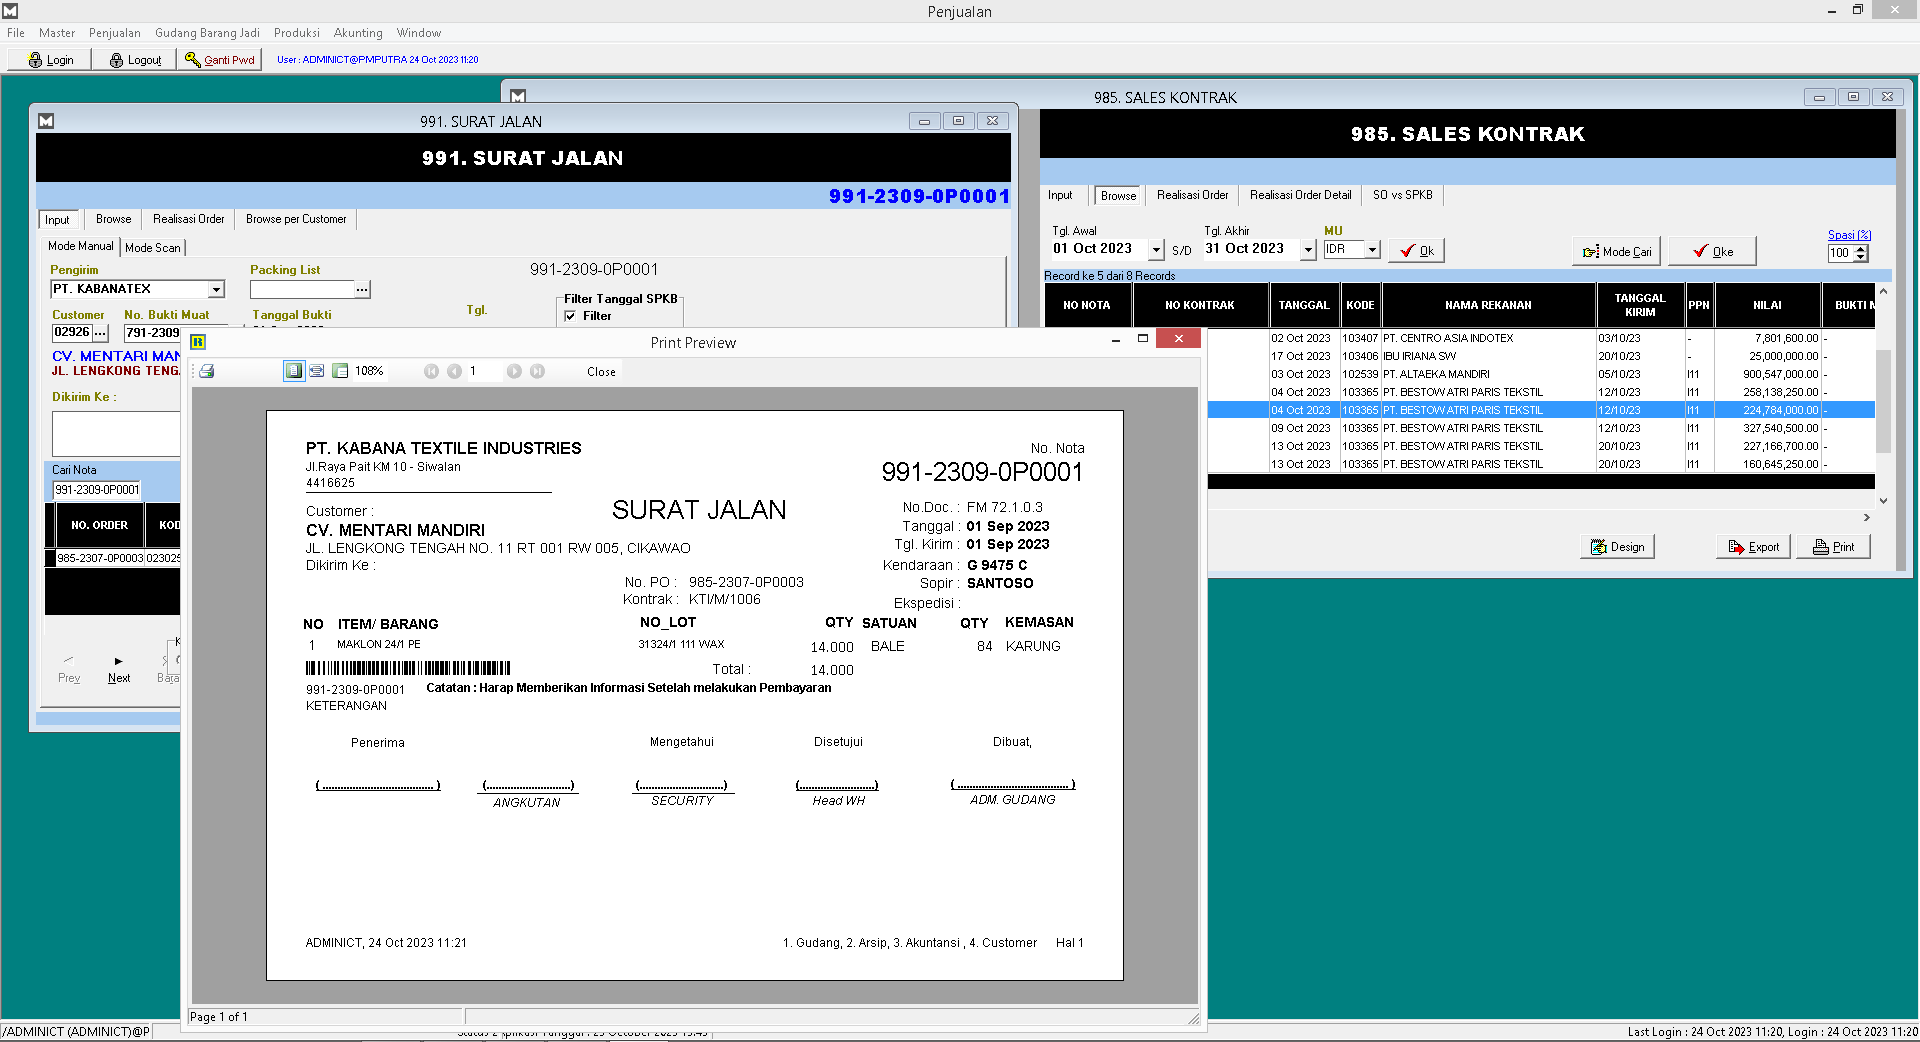 Penjualan
File Master Penjualan Gudang Barang Jadi Produksi Akunting Window
Login Logout Ganti Pwd User : ADMINICT@PMPUTRA 24 Oct 2023 11:20
985. SALES KONTRAK
985. SALES KONTRAK
Input Browse Realisasi Order Realisasi Order Detail SO vs SPKB
Tgl. Awal Tgl. Akhir MU
01 Oct 2023 S/D 31 Oct 2023 IDR Ok Mode Cari Oke
Spasi (%)
100
Record ke 5 dari 8 Records
NO NOTA NO KONTRAK TANGGAL KODE NAMA REKANAN TANGGAL KIRIM PPN NILAI BUKTI
02 Oct 2023 103407 PT. CENTRO ASIA INDOTEX 03/10/23 - 7,801,600.00 -
17 Oct 2023 103406 IBU IRIANA SW 20/10/23 - 25,000,000.00 -
03 Oct 2023 102539 PT. ALTAEKA MANDIRI 05/10/23 I11 900,547,000.00 -
04 Oct 2023 103365 PT. BESTOW ATRI PARIS TEKSTIL 12/10/23 I11 258,138,250.00 -
04 Oct 2023 103365 PT. BESTOW ATRI PARIS TEKSTIL 12/10/23 I11 224,784,000.00 -
09 Oct 2023 103365 PT. BESTOW ATRI PARIS TEKSTIL 12/10/23 I11 327,540,500.00 -
13 Oct 2023 103365 PT. BESTOW ATRI PARIS TEKSTIL 20/10/23 I11 227,166,700.00 -
13 Oct 2023 103365 PT. BESTOW ATRI PARIS TEKSTIL 20/10/23 I11 160,645,250.00 -
Design Export Print
991. SURAT JALAN
991. SURAT JALAN
991-2309-0P0001
Input Browse Realisasi Order Browse per Customer
Mode Manual Mode Scan
Pengirim Packing List 991-2309-0P0001
PT. KABANATEX
Tgl. Filter Tanggal SPKB
Filter
Customer No. Bukti Muat Tanggal Bukti
02926 ... 791-2309
CV. MENTARI MAN
JL. LENGKONG TENG
Dikirim Ke :
Cari Nota
991-2309-0P0001
NO. ORDER KOD
985-2307-0P0003 023025
Prev Next
Print Preview
108% 1 Close
PT. KABANA TEXTILE INDUSTRIES
Jl.Raya Pait KM 10 - Siwalan
4416625
No. Nota
991-2309-0P0001
SURAT JALAN
Customer :
CV. MENTARI MANDIRI
JL. LENGKONG TENGAH NO. 11 RT 001 RW 005, CIKAWAO
Dikirim Ke :
No.Doc. : FM 72.1.0.3
Tanggal : 01 Sep 2023
Tgl. Kirim : 01 Sep 2023
Kendaraan : G 9475 C
Sopir : SANTOSO
Ekspedisi :
No. PO : 985-2307-0P0003
Kontrak : KTI/M/1006
NO ITEM/ BARANG NO_LOT QTY SATUAN QTY KEMASAN
1 MAKLON 24/1 PE 31324/1 111 WAX 14.000 BALE 84 KARUNG
Total : 14.000
991-2309-0P0001 Catatan : Harap Memberikan Informasi Setelah melakukan Pembayaran
KETERANGAN
Penerima Mengetahui Disetujui Dibuat,
(..................................) (..........................) (..........................) (.......................) (..................................)
ANGKUTAN SECURITY Head WH ADM. GUDANG
ADMINICT, 24 Oct 2023 11:21 1. Gudang, 2. Arsip, 3. Akuntansi , 4. Customer Hal 1
Page 1 of 1
/ADMINICT (ADMINICT)@P
Last Login : 24 Oct 2023 11:20, Login : 24 Oct 2023 11:20